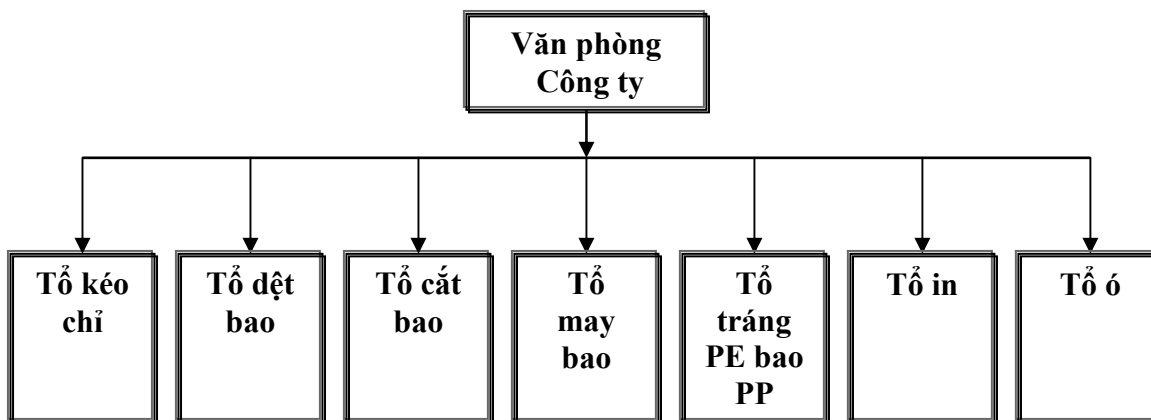 Văn phòng
Công ty
Tổ kéo
chỉ
Tổ dệt
bao
Tổ cắt
bao
Tổ
may
bao
Tổ
tráng
PE bao
PP
Tổ in
Tổ ó